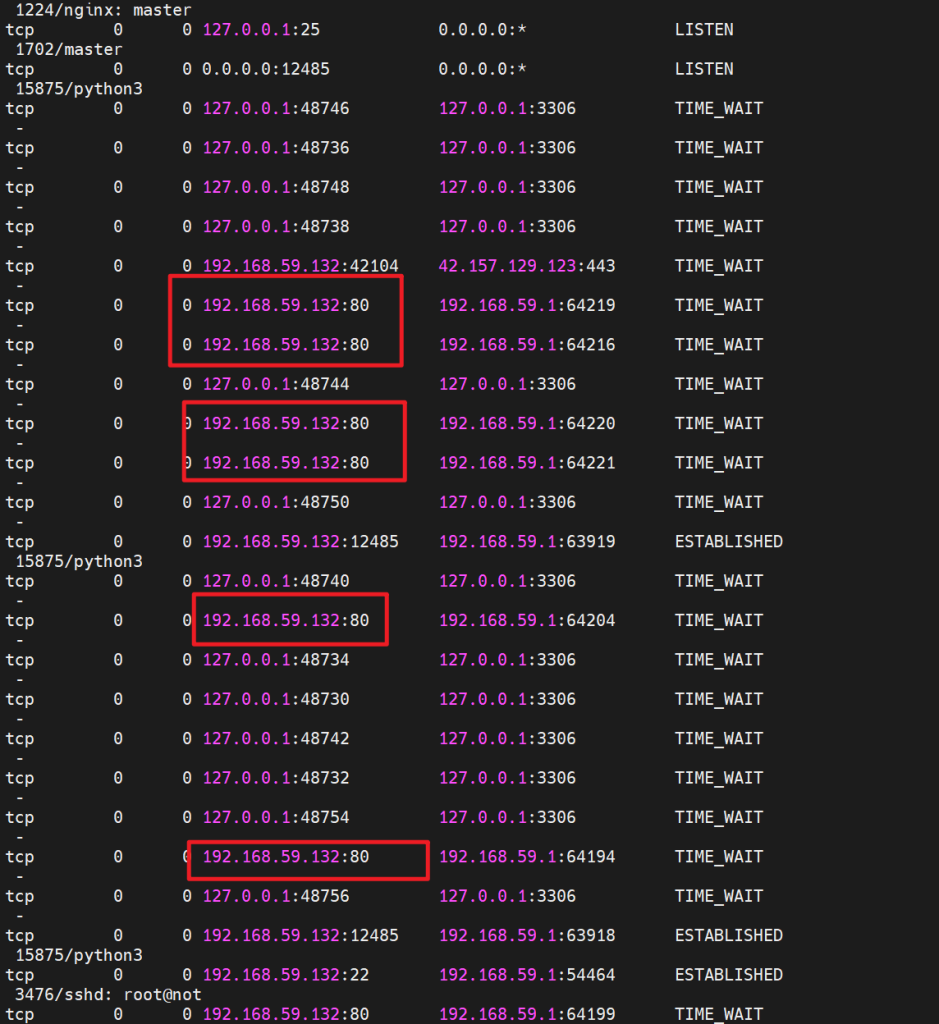 1224/nginx: master
tcp 0 0 127.0.0.1:25 0.0.0.0:* LISTEN
1702/master
tcp 0 0 0.0.0.0:12485 0.0.0.0:* LISTEN
15875/python3
tcp 0 0 127.0.0.1:48746 127.0.0.1:3306 TIME_WAIT
-
tcp 0 0 127.0.0.1:48736 127.0.0.1:3306 TIME_WAIT
-
tcp 0 0 127.0.0.1:48748 127.0.0.1:3306 TIME_WAIT
-
tcp 0 0 127.0.0.1:48738 127.0.0.1:3306 TIME_WAIT
-
tcp 0 0 192.168.59.132:42104 42.157.129.123:443 TIME_WAIT
-
tcp 0 0 192.168.59.132:80 192.168.59.1:64219 TIME_WAIT
-
tcp 0 0 192.168.59.132:80 192.168.59.1:64216 TIME_WAIT
-
tcp 0 0 127.0.0.1:48744 127.0.0.1:3306 TIME_WAIT
-
tcp 0 0 192.168.59.132:80 192.168.59.1:64220 TIME_WAIT
-
tcp 0 0 192.168.59.132:80 192.168.59.1:64221 TIME_WAIT
-
tcp 0 0 127.0.0.1:48750 127.0.0.1:3306 TIME_WAIT
-
tcp 0 0 192.168.59.132:12485 192.168.59.1:63919 ESTABLISHED
15875/python3
tcp 0 0 127.0.0.1:48740 127.0.0.1:3306 TIME_WAIT
-
tcp 0 0 192.168.59.132:80 192.168.59.1:64204 TIME_WAIT
-
tcp 0 0 127.0.0.1:48734 127.0.0.1:3306 TIME_WAIT
-
tcp 0 0 127.0.0.1:48730 127.0.0.1:3306 TIME_WAIT
-
tcp 0 0 127.0.0.1:48742 127.0.0.1:3306 TIME_WAIT
-
tcp 0 0 127.0.0.1:48732 127.0.0.1:3306 TIME_WAIT
-
tcp 0 0 127.0.0.1:48754 127.0.0.1:3306 TIME_WAIT
-
tcp 0 0 192.168.59.132:80 192.168.59.1:64194 TIME_WAIT
-
tcp 0 0 127.0.0.1:48756 127.0.0.1:3306 TIME_WAIT
-
tcp 0 0 192.168.59.132:12485 192.168.59.1:63918 ESTABLISHED
15875/python3
tcp 0 0 192.168.59.132:22 192.168.59.1:54464 ESTABLISHED
3476/sshd: root@not
tcp 0 0 192.168.59.132:80 192.168.59.1:64199 TIME_WAIT